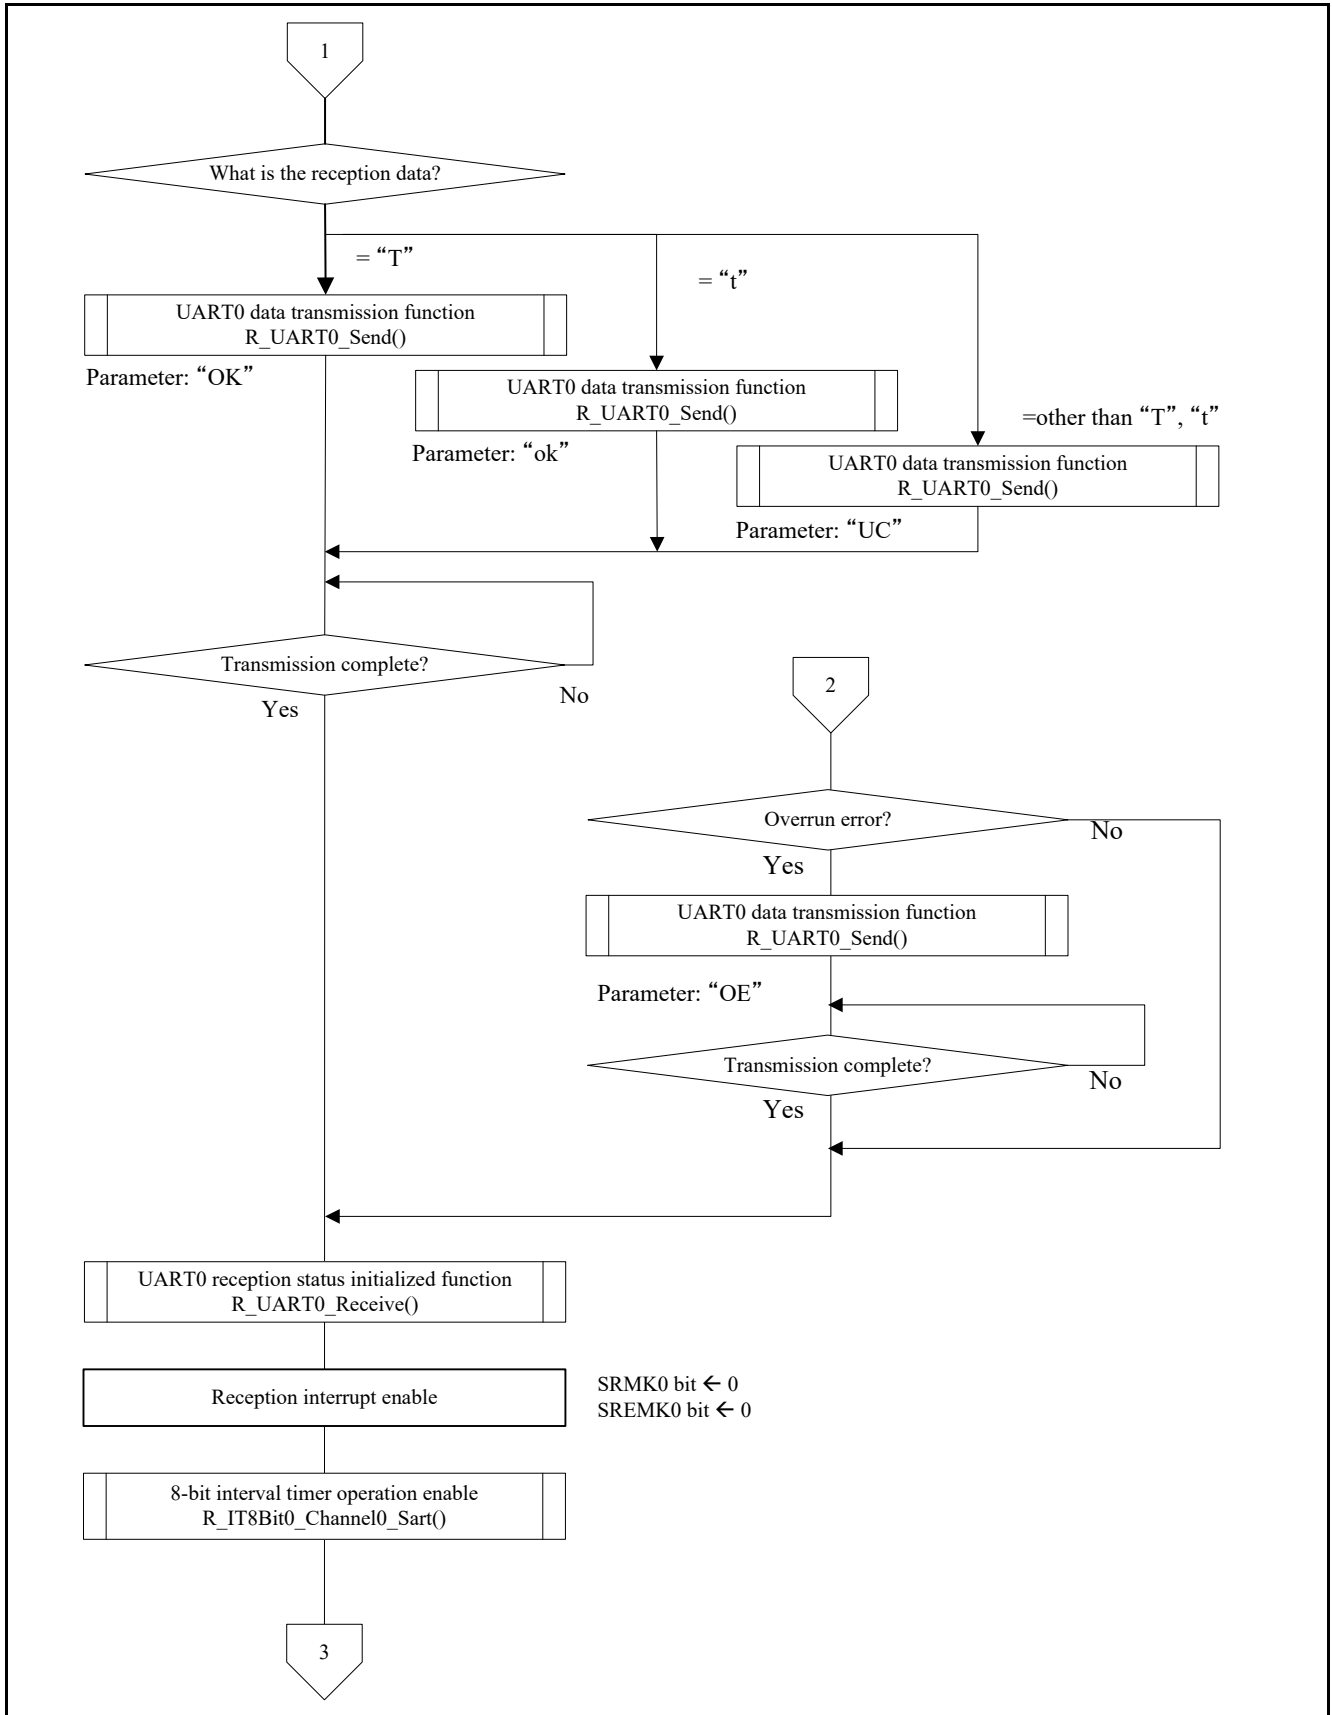 1
What is the reception data?
= “T”
= “t”
UART0 data transmission function
R_UART0_Send()
Parameter: “OK”
UART0 data transmission function
R_UART0_Send()
=other than “T”, “t”
Parameter: “ok”
UART0 data transmission function
R_UART0_Send()
Parameter: “UC”
Transmission complete?
No
Yes
2
Overrun error?
No
Yes
UART0 data transmission function
R_UART0_Send()
Parameter: “OE”
Transmission complete?
No
Yes
UART0 reception status initialized function
R_UART0_Receive()
Reception interrupt enable
SRMK0 bit ← 0
SREMK0 bit ← 0
8-bit interval timer operation enable
R_IT8Bit0_Channel0_Sart()
3